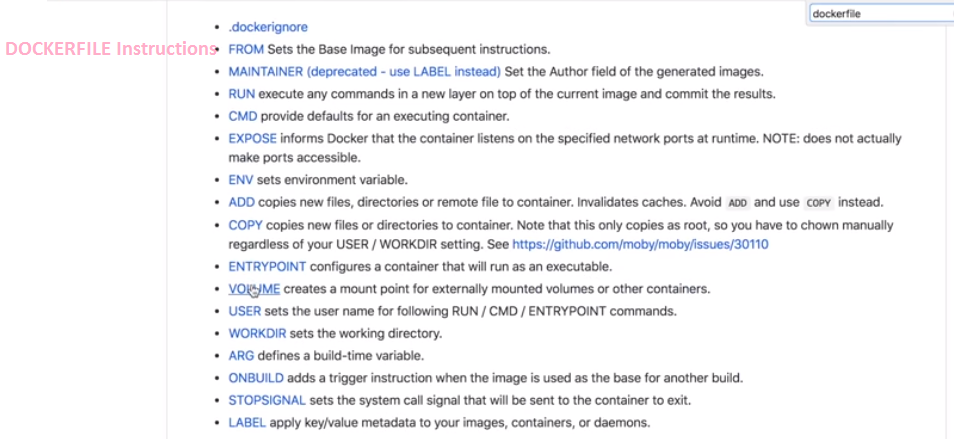 dockerfile
.dockerignore
DOCKERFILE Instructions
FROM Sets the Base Image for subsequent instructions.
MAINTAINER (deprecated - use LABEL instead) Set the Author field of the generated images.
RUN execute any commands in a new layer on top of the current image and commit the results.
CMD provide defaults for an executing container.
EXPOSE informs Docker that the container listens on the specified network ports at runtime. NOTE: does not actually
make ports accessible.
ENV sets environment variable.
ADD copies new files, directories or remote file to container. Invalidates caches. Avoid ADD and use COPY instead.
COPY copies new files or directories to container. Note that this only copies as root, so you have to chown manually
regardless of your USER / WORKDIR setting. See https://github.com/moby/moby/issues/30110
ENTRYPOINT configures a container that will run as an executable.
VOLUME creates a mount point for externally mounted volumes or other containers.
USER sets the user name for following RUN / CMD / ENTRYPOINT commands.
WORKDIR sets the working directory.
ARG defines a build-time variable.
ONBUILD adds a trigger instruction when the image is used as the base for another build.
STOPSIGNAL sets the system call signal that will be sent to the container to exit.
LABEL apply key/value metadata to your images, containers, or daemons.